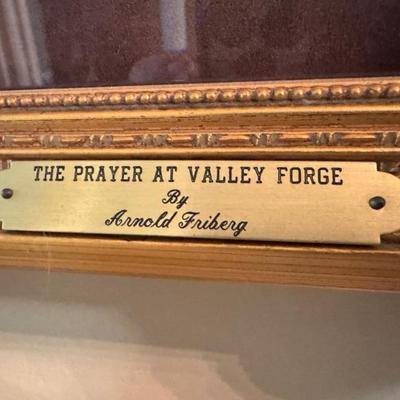 THE PRAYER AT VALLEY FORGE
By
Arnold Friberg